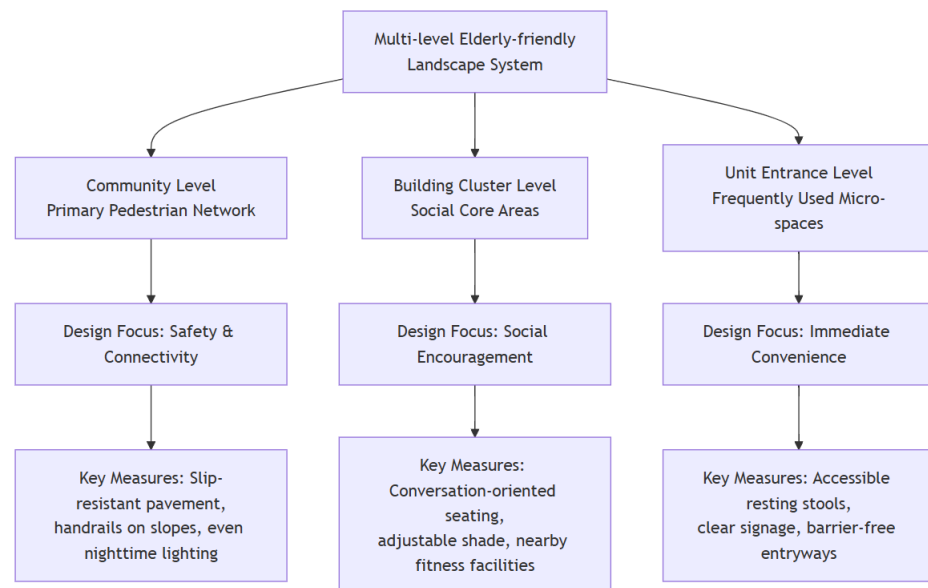 Multi-level Elderly-friendly
Landscape System
Community Level
Primary Pedestrian Network
Building Cluster Level
Social Core Areas
Unit Entrance Level
Frequently Used Micro-
spaces
Design Focus: Safety &
Connectivity
Design Focus: Social
Encouragement
Design Focus: Immediate
Convenience
Key Measures: Slip-
resistant pavement,
handrails on slopes, even
nighttime lighting
Key Measures:
Conversation-oriented
seating,
adjustable shade, nearby
fitness facilities
Key Measures: Accessible
resting stools,
clear signage, barrier-free
entryways